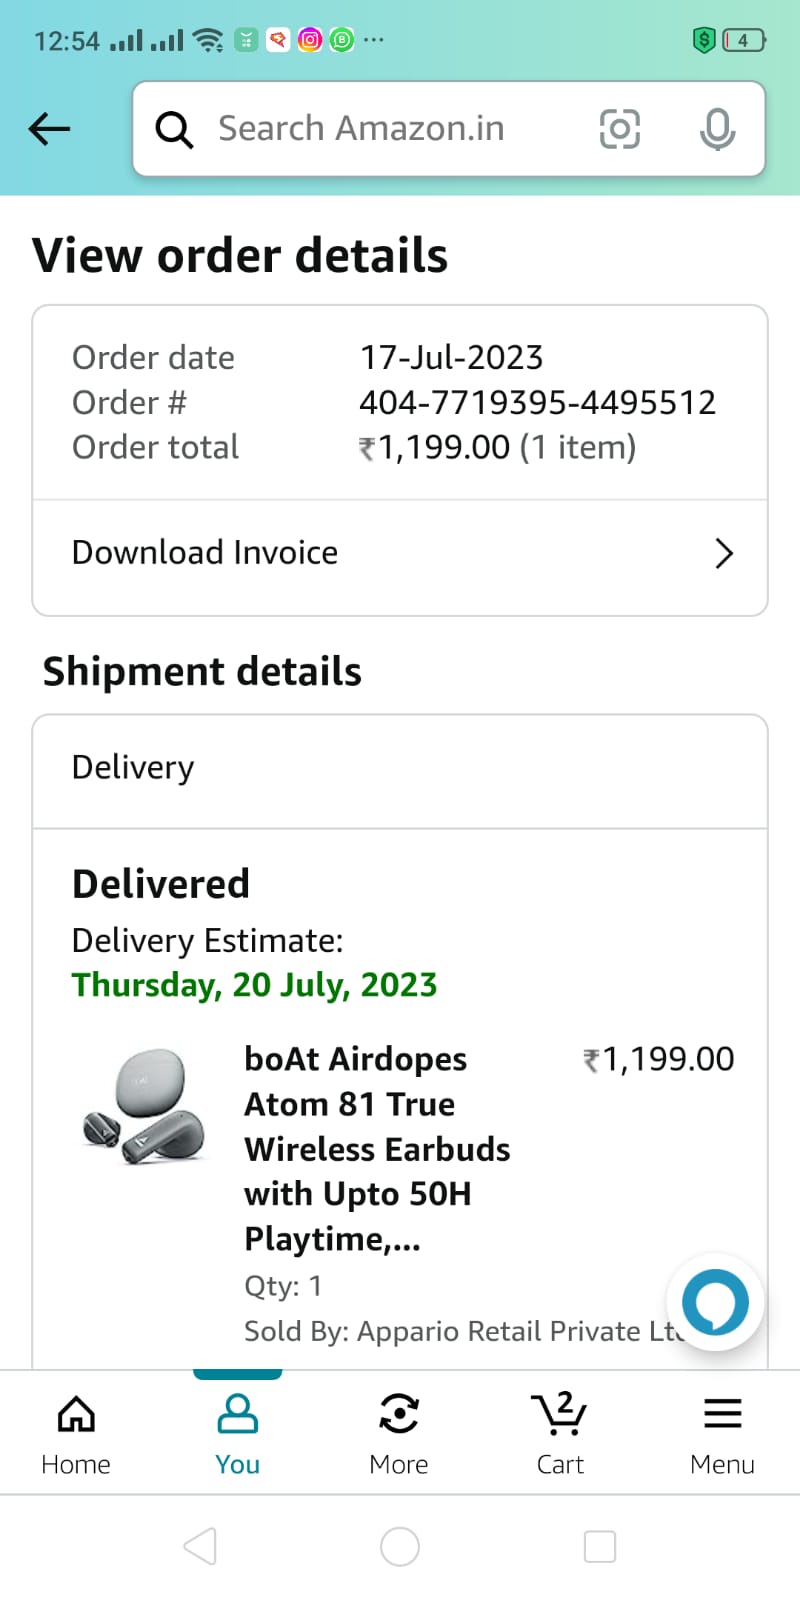 12:54
4
Search Amazon.in
View order details
Order date 17-Jul-2023
Order # 404-7719395-4495512
Order total ₹1,199.00 (1 item)
Download Invoice
Shipment details
Delivery
Delivered
Delivery Estimate:
Thursday, 20 July, 2023
boAt Airdopes ₹1,199.00
Atom 81 True
Wireless Earbuds
with Upto 50H
Playtime,...
Qty: 1
Sold By: Appario Retail Private Ltd
2
Home You More Cart Menu